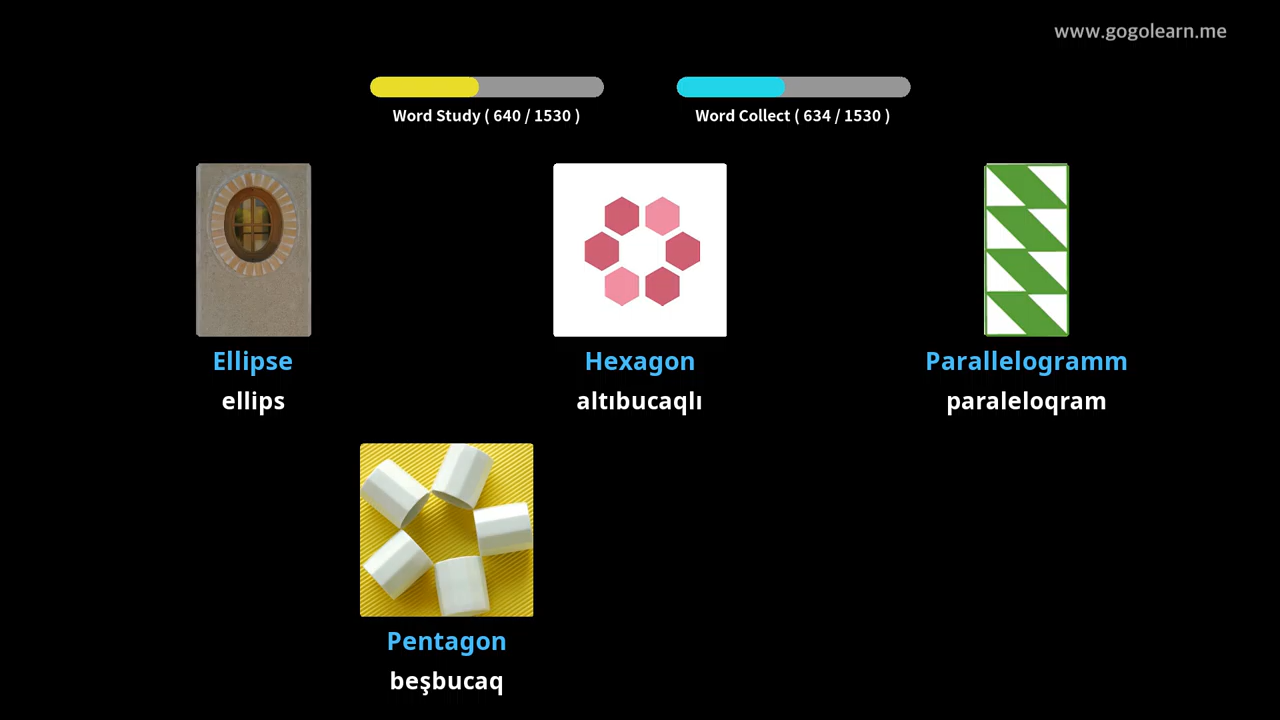 www.gogolearn.me
Word Study ( 640 / 1530 )
Word Collect ( 634 / 1530 )
Ellipse
ellips
Hexagon
altıbucaqlı
Parallelogramm
paraleloqram
Pentagon
beşbucaq